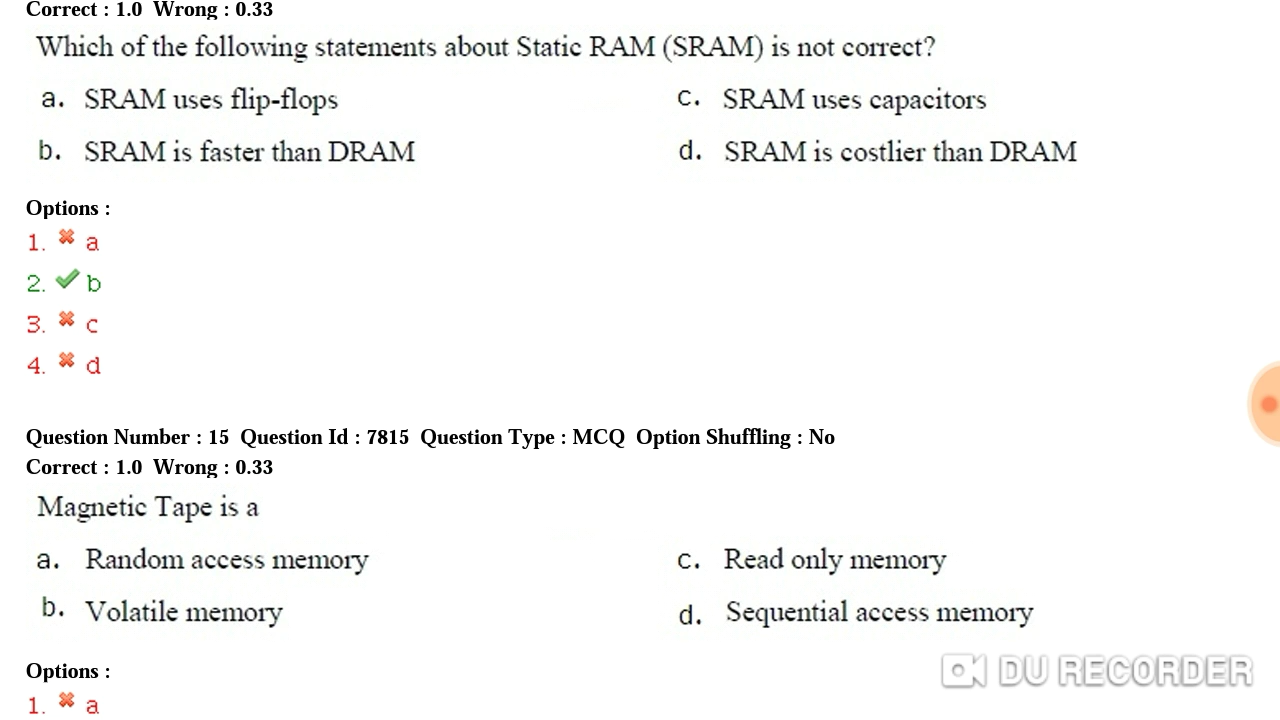 Correct : 1.0 Wrong : 0.33
Which of the following statements about Static RAM (SRAM) is not correct?
a. SRAM uses flip-flops
c. SRAM uses capacitors
b. SRAM is faster than DRAM
d. SRAM is costlier than DRAM
Options :
1. a
2. b
3. c
4. d
Question Number : 15 Question Id : 7815 Question Type : MCQ Option Shuffling : No
Correct : 1.0 Wrong : 0.33
Magnetic Tape is a
a. Random access memory
c. Read only memory
b. Volatile memory
d. Sequential access memory
Options :
1. a
DU RECORDER